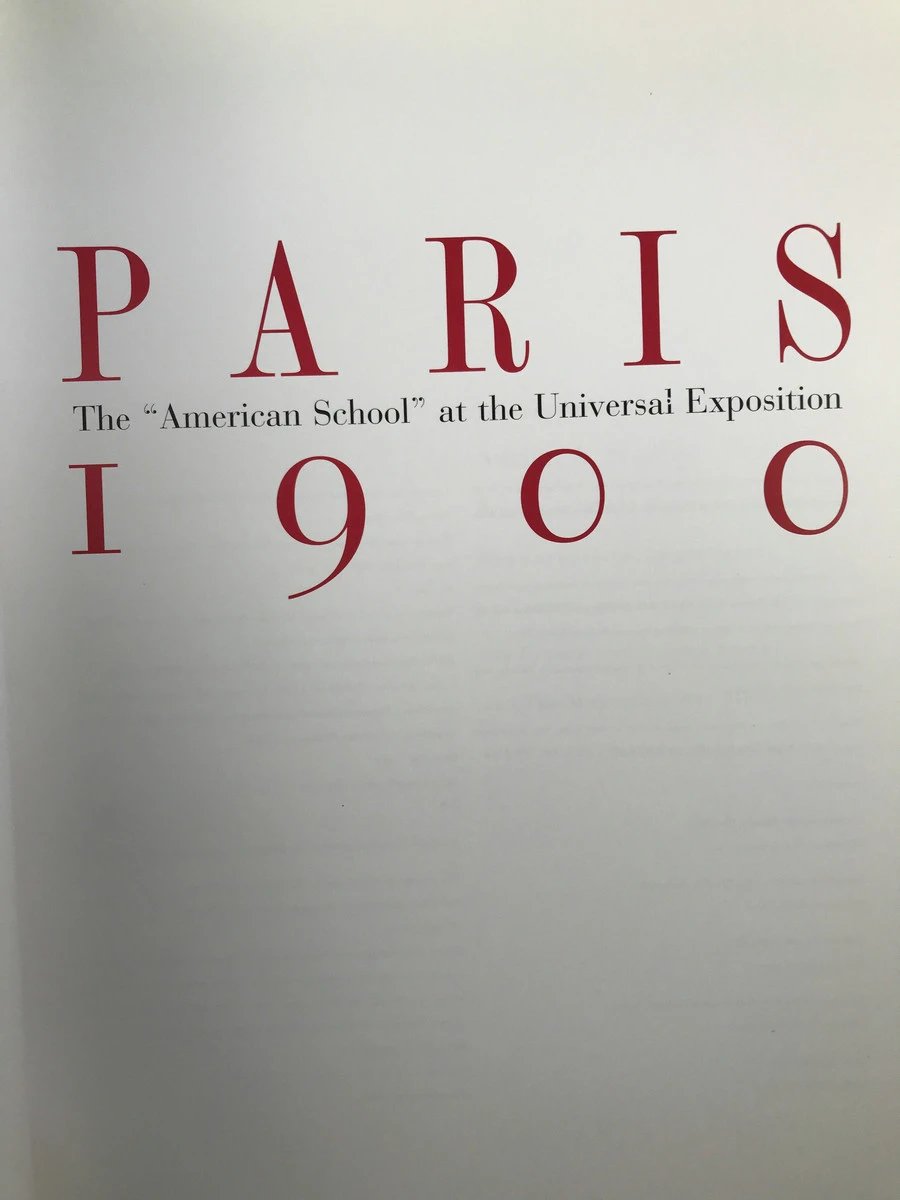 PARIS
The “American School” at the Universal Exposition
1900